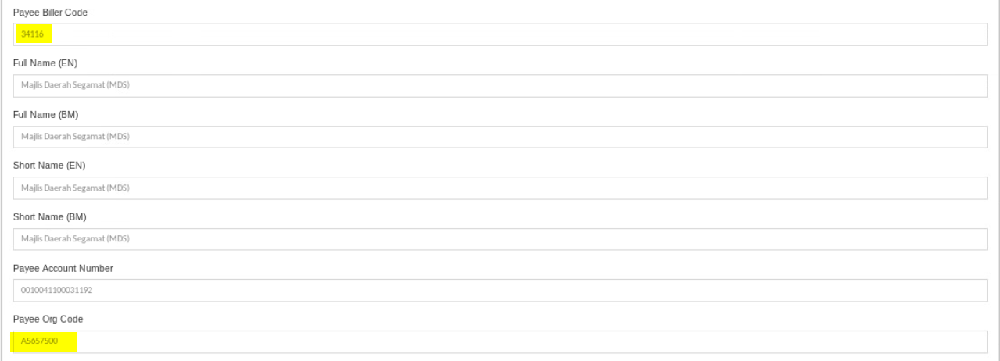 Payee Biller Code
34116
Full Name (EN)
Majlis Daerah Segamat (MDS)
Full Name (BM)
Majlis Daerah Segamat (MDS)
Short Name (EN)
Majlis Daerah Segamat (MDS)
Short Name (BM)
Majlis Daerah Segamat (MDS)
Payee Account Number
0010041100031192
Payee Org Code
A5657500